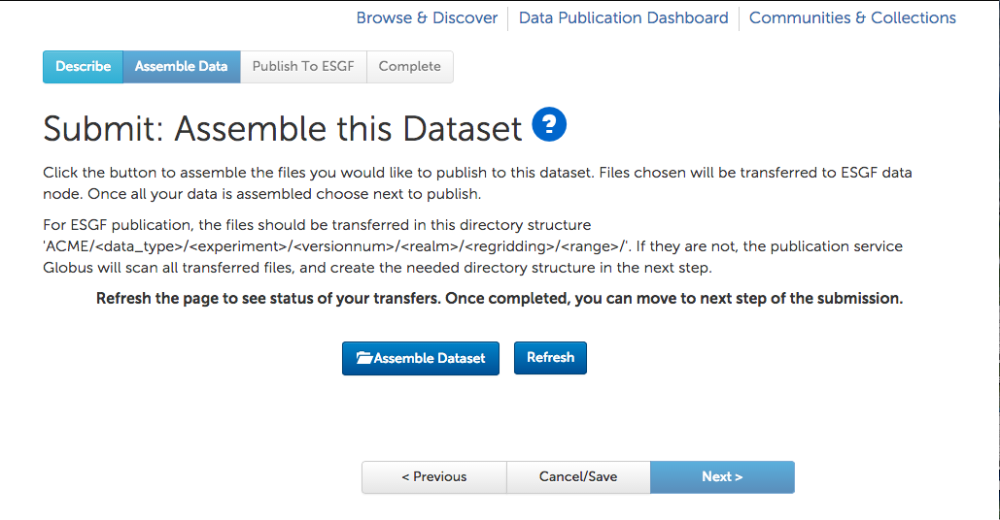 Browse & Discover Data Publication Dashboard Communities & Collections
Describe Assemble Data Publish To ESGF Complete
Submit: Assemble this Dataset ?
Click the button to assemble the files you would like to publish to this dataset. Files chosen will be transferred to ESGF data
node. Once all your data is assembled choose next to publish.
For ESGF publication, the files should be transferred in this directory structure
'ACME/<data_type>/<experiment>/<versionnum>/<realm>/<regridding>/<range>/'. If they are not, the publication service
Globus will scan all transferred files, and create the needed directory structure in the next step.
Refresh the page to see status of your transfers. Once completed, you can move to next step of the submission.
Assemble Dataset Refresh
< Previous Cancel/Save Next >